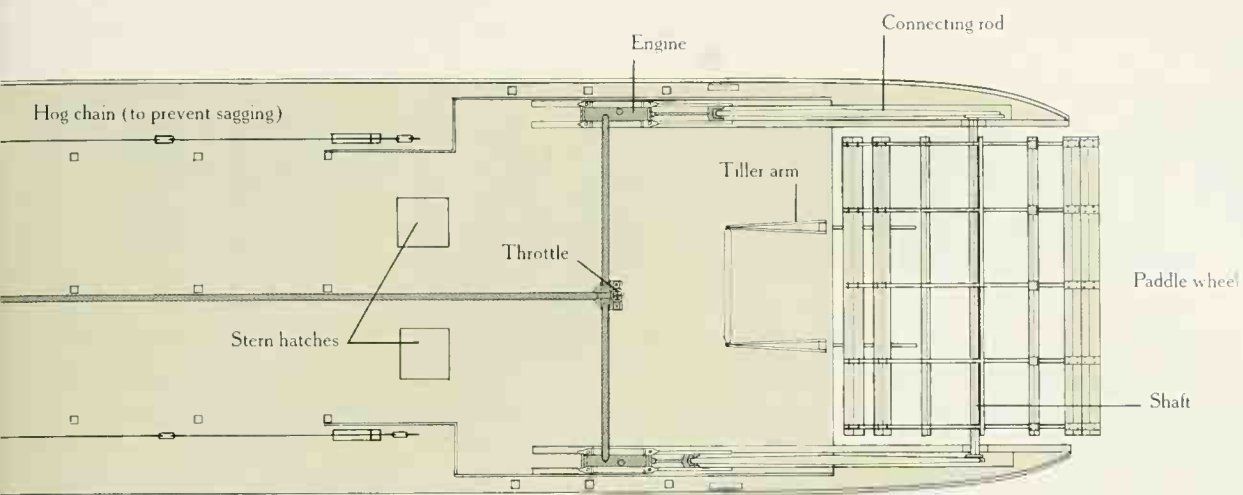 Connecting rod
Engine
Hog chain (to prevent sagging)
Tiller arm
Throttle
Paddle wheel
Stern hatches
Shaft